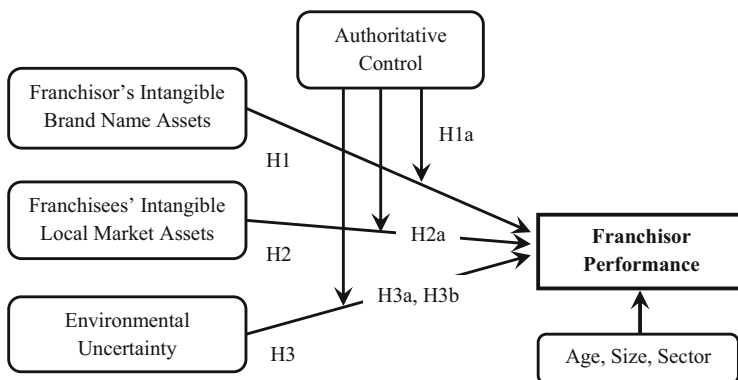 Authoritative
Control
Franchisor’s Intangible
Brand Name Assets
H1a
H1
Franchisees’ Intangible
Local Market Assets
H2a
H2
Franchisor
Performance
H3a, H3b
Environmental
Uncertainty
H3
Age, Size, Sector